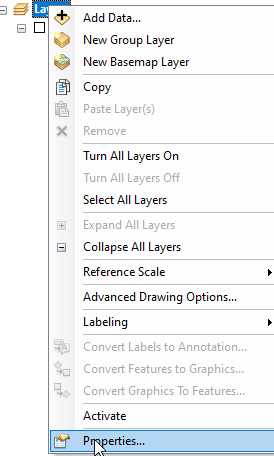 Add Data...
New Group Layer
New Basemap Layer
Copy
Paste Layer(s)
Remove
Turn All Layers On
Turn All Layers Off
Select All Layers
Expand All Layers
Collapse All Layers
Reference Scale
Advanced Drawing Options...
Labeling
Convert Labels to Annotation...
Convert Features to Graphics...
Convert Graphics To Features...
Activate
Properties...